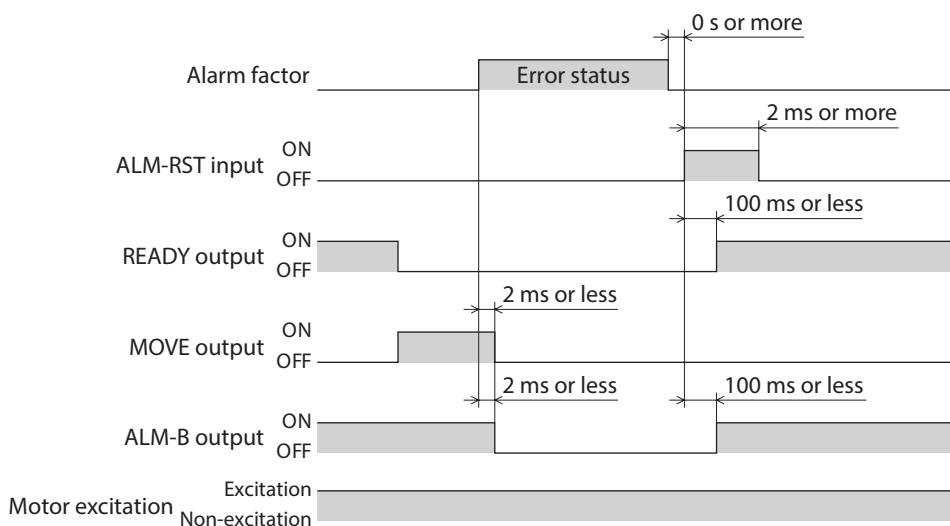 0 s or more
Alarm factor
Error status
2 ms or more
ALM-RST input
ON
OFF
100 ms or less
READY output
ON
OFF
2 ms or less
MOVE output
ON
OFF
2 ms or less
100 ms or less
ALM-B output
ON
OFF
Motor excitation
Excitation
Non-excitation